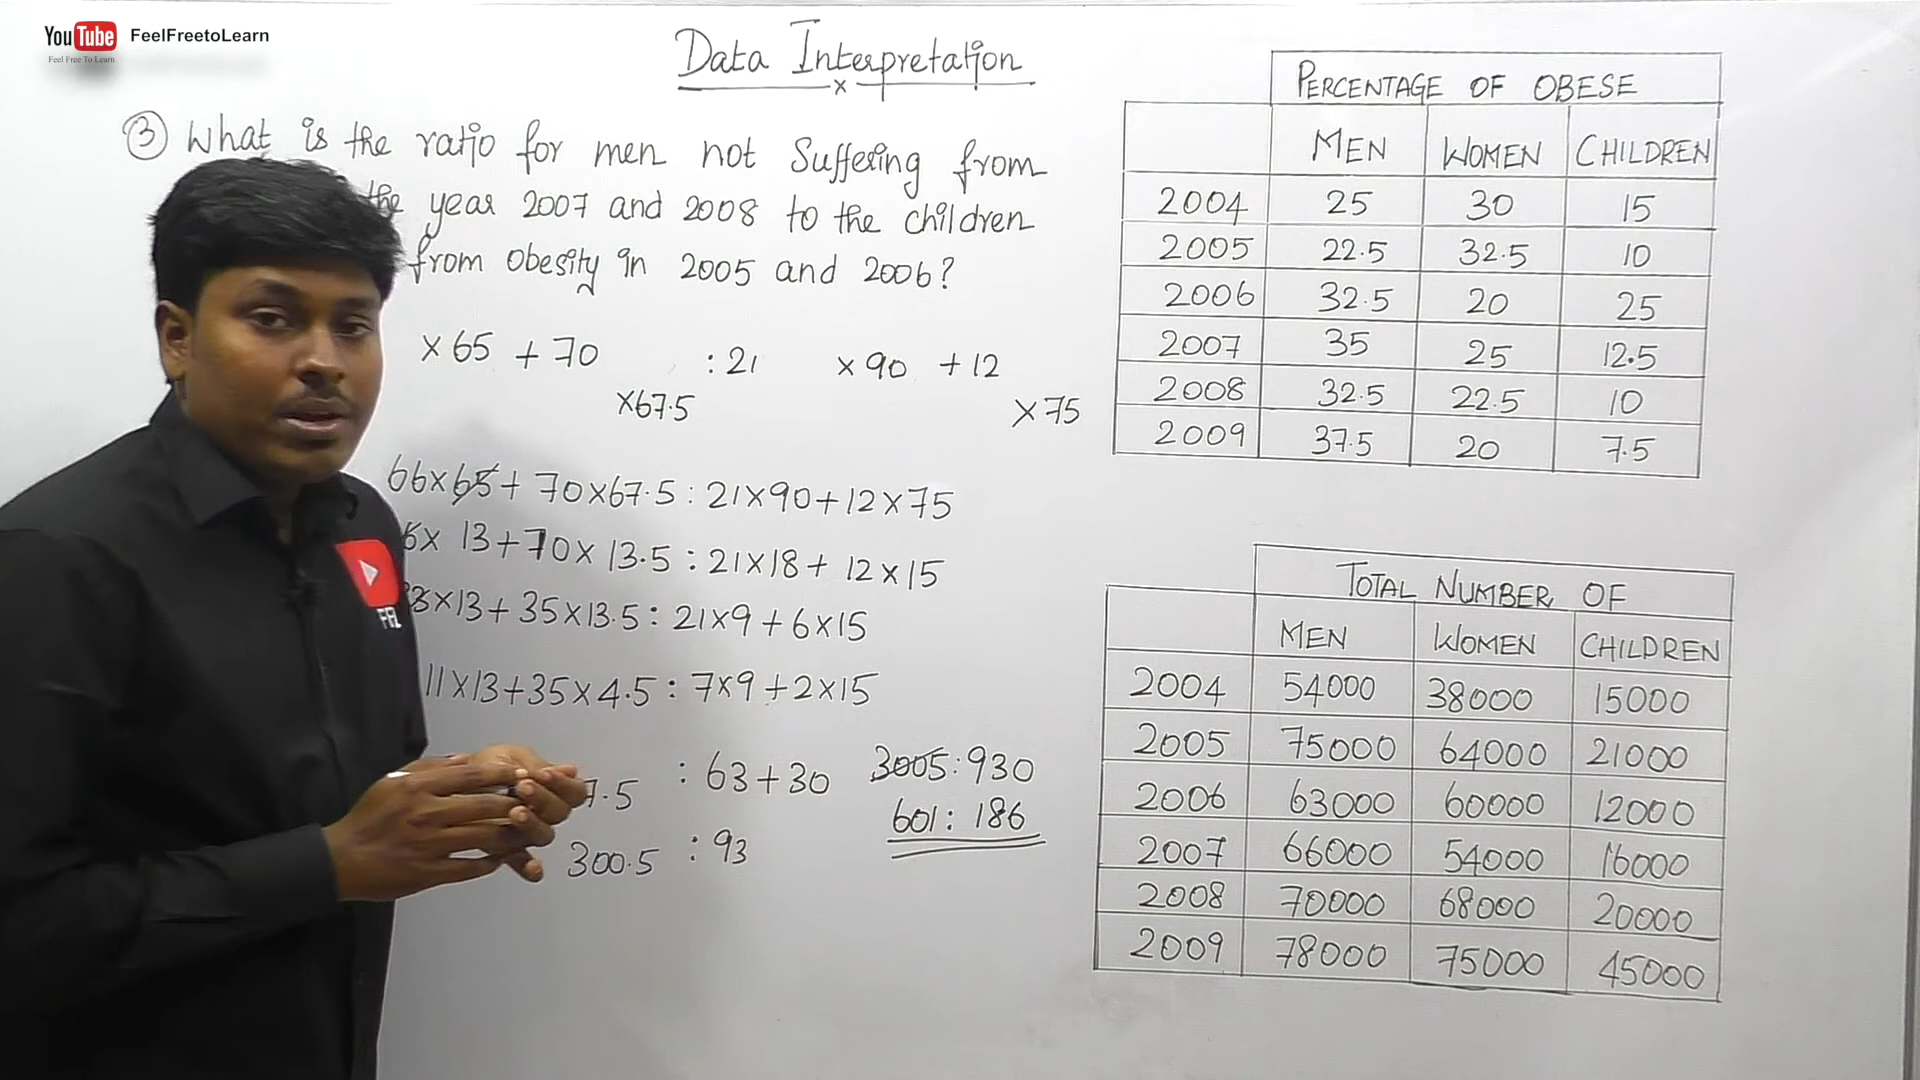 YouTube FeelFreetoLearn
Feel Free To Learn
Data Interpretation
x
③ What is the ratio for men not Suffering from
the year 2007 and 2008 to the children
from Obesity in 2005 and 2006?
×65 +70 :21 ×90 +12
×67.5 ×75
66×65+70×67.5:21×90+12×75
× 13+70×13.5:21×18+12×15
×13+35×13.5:21×9+6×15
11×13+35×4.5:7×9+2×15
7.5 :63+30 3005:930
601:186
300.5 :93
PERCENTAGE OF OBESE
MEN WOMEN CHILDREN
2004 25 30 15
2005 22.5 32.5 10
2006 32.5 20 25
2007 35 25 12.5
2008 32.5 22.5 10
2009 37.5 20 7.5
TOTAL NUMBER OF
MEN WOMEN CHILDREN
2004 54000 38000 15000
2005 75000 64000 21000
2006 63000 60000 12000
2007 66000 54000 16000
2008 70000 68000 20000
2009 78000 75000 45000